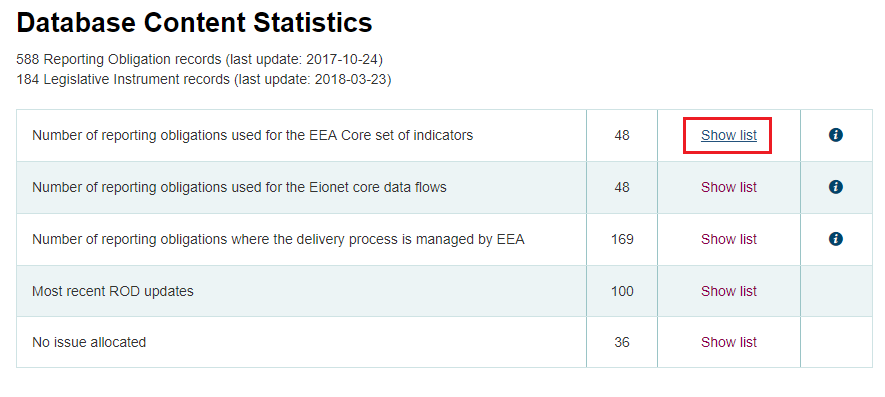 Database Content Statistics
588 Reporting Obligation records (last update: 2017-10-24)
184 Legislative Instrument records (last update: 2018-03-23)
Number of reporting obligations used for the EEA Core set of indicators 48 Show list
Number of reporting obligations used for the Eionet core data flows 48 Show list
Number of reporting obligations where the delivery process is managed by EEA 169 Show list
Most recent ROD updates 100 Show list
No issue allocated 36 Show list